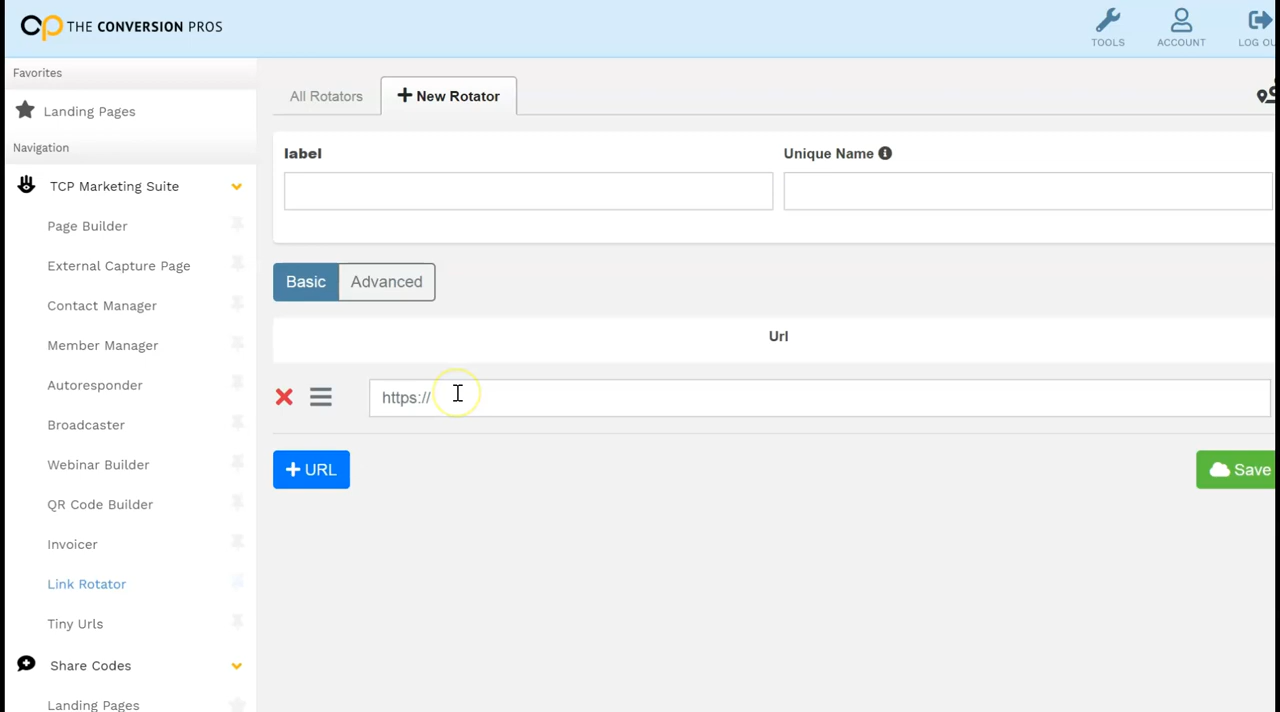 THE CONVERSION PROS
TOOLS
ACCOUNT
LOG OU
Favorites
Landing Pages
Navigation
TCP Marketing Suite
Page Builder
External Capture Page
Contact Manager
Member Manager
Autoresponder
Broadcaster
Webinar Builder
QR Code Builder
Invoicer
Link Rotator
Tiny Urls
Share Codes
Landing Pages
All Rotators
+ New Rotator
label
Unique Name
Basic
Advanced
Url
https://
+ URL
Save